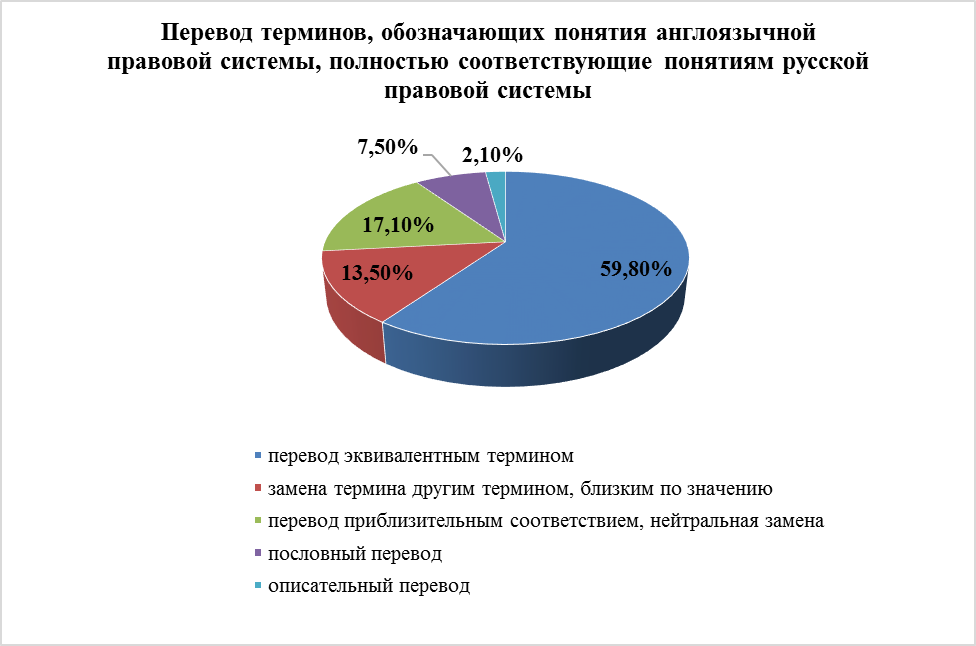 Перевод терминов, обозначающих понятия англоязычной
правовой системы, полностью соответствующие понятиям русской
правовой системы
7,50%
2,10%
17,10%
13,50%
59,80%
перевод эквивалентным термином
замена термина другим термином, близким по значению
перевод приблизительным соответствием, нейтральная замена
пословный перевод
описательный перевод